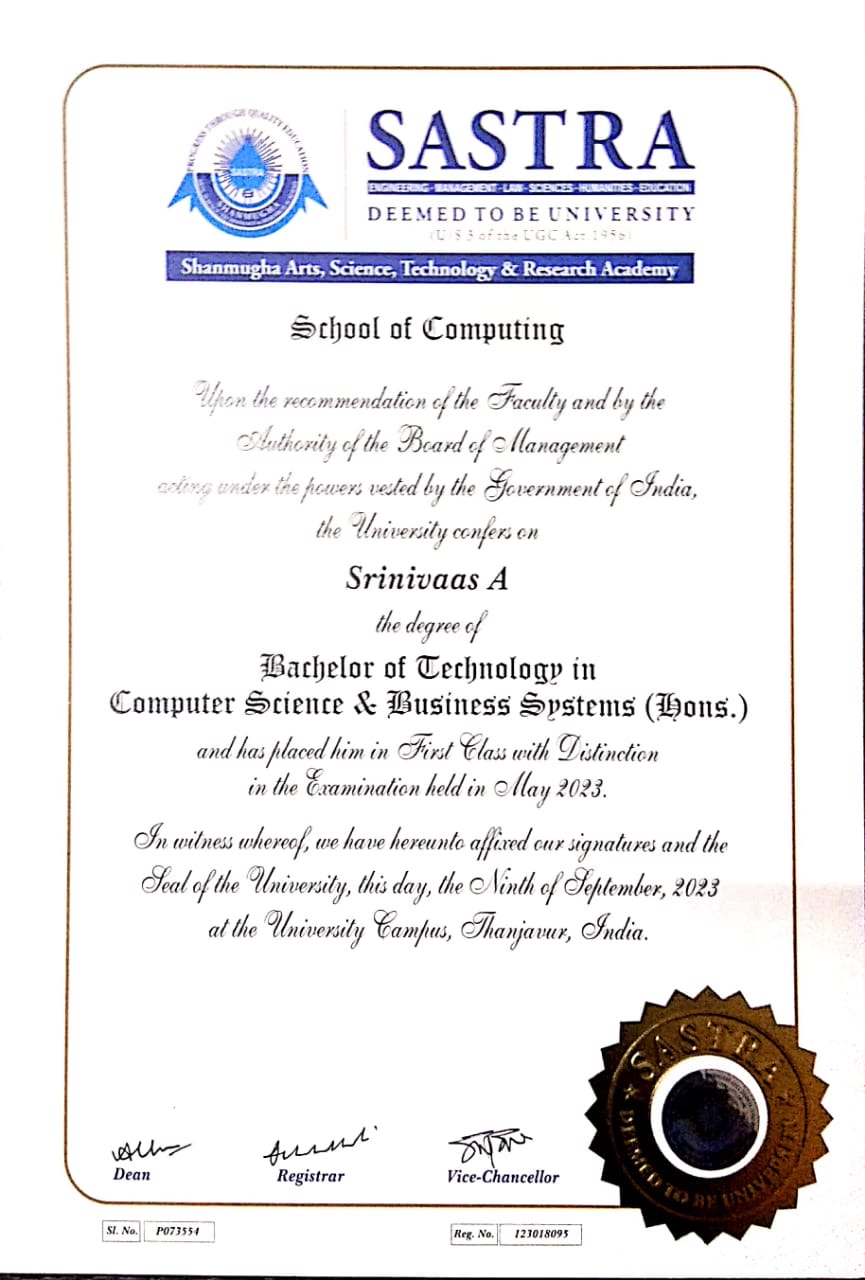 PROGRESS THROUGH QUALITY EDUCATION
SASTRA
SHANMUGHA
SASTRA
ENGINEERING · MANAGEMENT · LAW · SCIENCES · HUMANITIES · EDUCATION
DEEMED TO BE UNIVERSITY
(U/S 3 of the UGC Act, 1956)
Shanmugha Arts, Science, Technology & Research Academy
School of Computing
Upon the recommendation of the Faculty and by the
Authority of the Board of Management
acting under the powers vested by the Government of India,
the University confers on
Srinivaas A
the degree of
Bachelor of Technology in
Computer Science & Business Systems (Hons.)
and has placed him in First Class with Distinction
in the Examination held in May 2023.
In witness whereof, we have hereunto affixed our signatures and the
Seal of the University, this day, the Ninth of September, 2023
at the University Campus, Thanjavur, India.
SASTRA
DEEMED TO BE UNIVERSITY
Dean
Registrar
Vice-Chancellor
Sl. No. P073554
Reg. No. 123018095